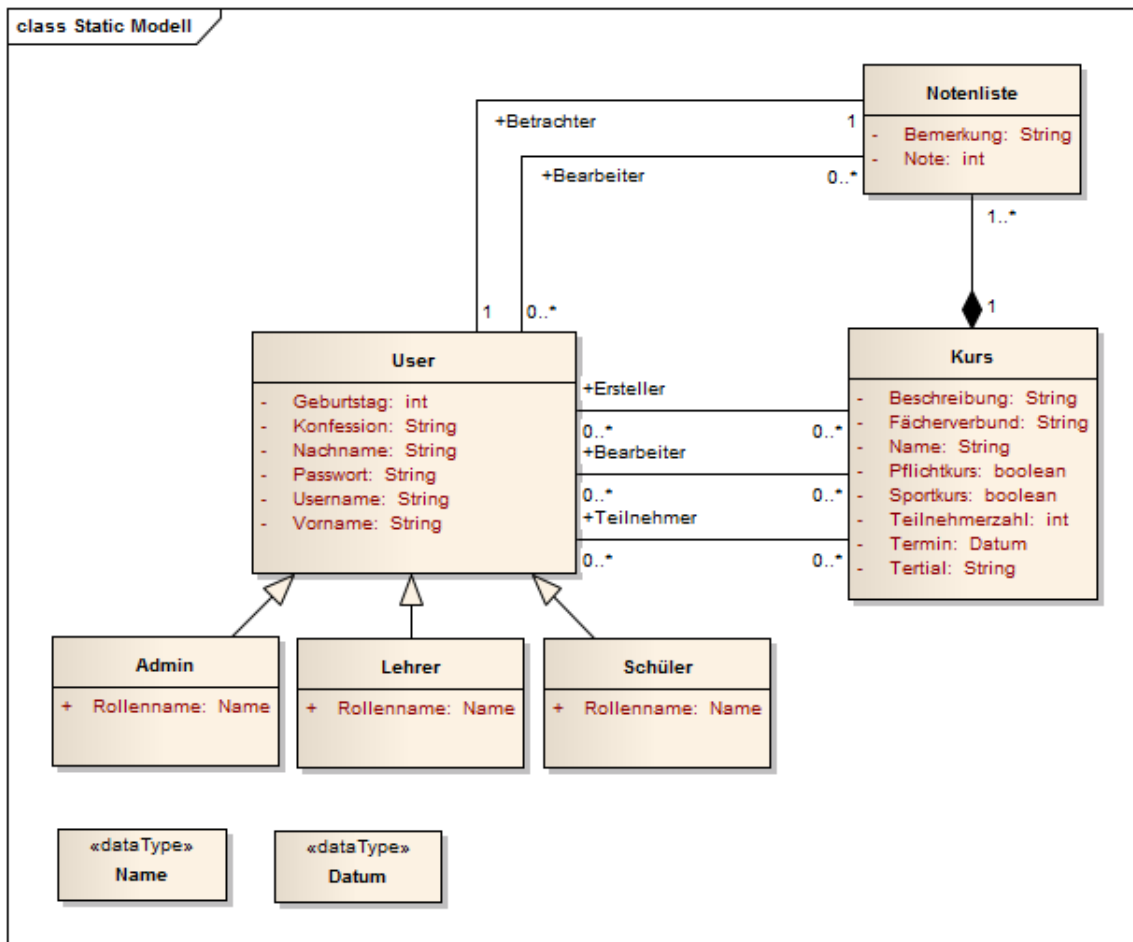 class Static Modell
Notenliste
- Bemerkung: String
- Note: int
+Betrachter
1
+Bearbeiter
0..*
1..*
1
0..*
1
User
- Geburtstag: int
- Konfession: String
- Nachname: String
- Passwort: String
- Username: String
- Vorname: String
+Ersteller
0..*
0..*
+Bearbeiter
0..*
0..*
+Teilnehmer
0..*
0..*
Kurs
- Beschreibung: String
- Fächerverbund: String
- Name: String
- Pflichtkurs: boolean
- Sportkurs: boolean
- Teilnehmerzahl: int
- Termin: Datum
- Tertial: String
Admin
+ Rollenname: Name
Lehrer
+ Rollenname: Name
Schüler
+ Rollenname: Name
«dataType»
Name
«dataType»
Datum